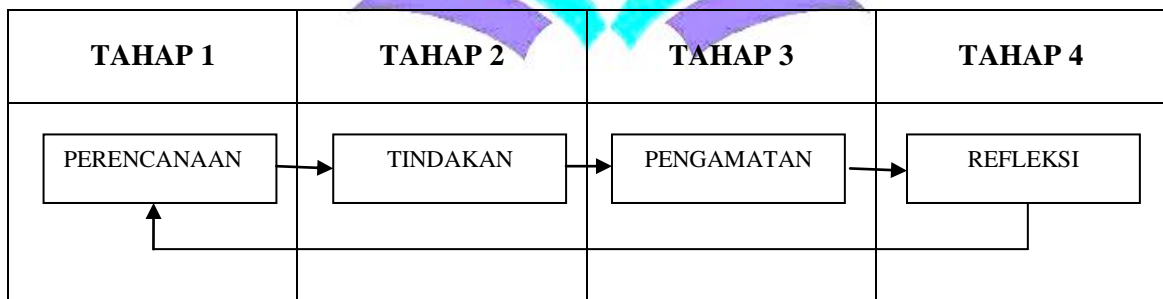 TAHAP 1 TAHAP 2 TAHAP 3 TAHAP 4
PERENCANAAN TINDAKAN PENGAMATAN REFLEKSI